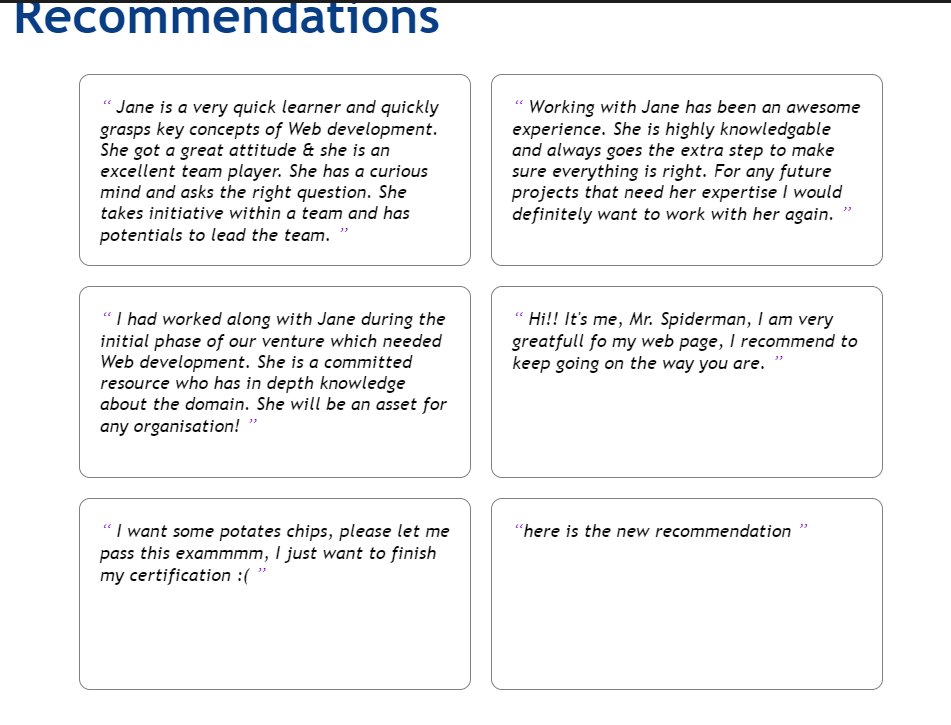 Recommendations
“ Jane is a very quick learner and quickly
grasps key concepts of Web development.
She got a great attitude & she is an
excellent team player. She has a curious
mind and asks the right question. She
takes initiative within a team and has
potentials to lead the team. ”
“ Working with Jane has been an awesome
experience. She is highly knowledgable
and always goes the extra step to make
sure everything is right. For any future
projects that need her expertise I would
definitely want to work with her again. ”
“ I had worked along with Jane during the
initial phase of our venture which needed
Web development. She is a committed
resource who has in depth knowledge
about the domain. She will be an asset for
any organisation! ”
“ Hi!! It's me, Mr. Spiderman, I am very
greatfull fo my web page, I recommend to
keep going on the way you are. ”
“ I want some potates chips, please let me
pass this exammmm, I just want to finish
my certification :( ”
“here is the new recommendation ”